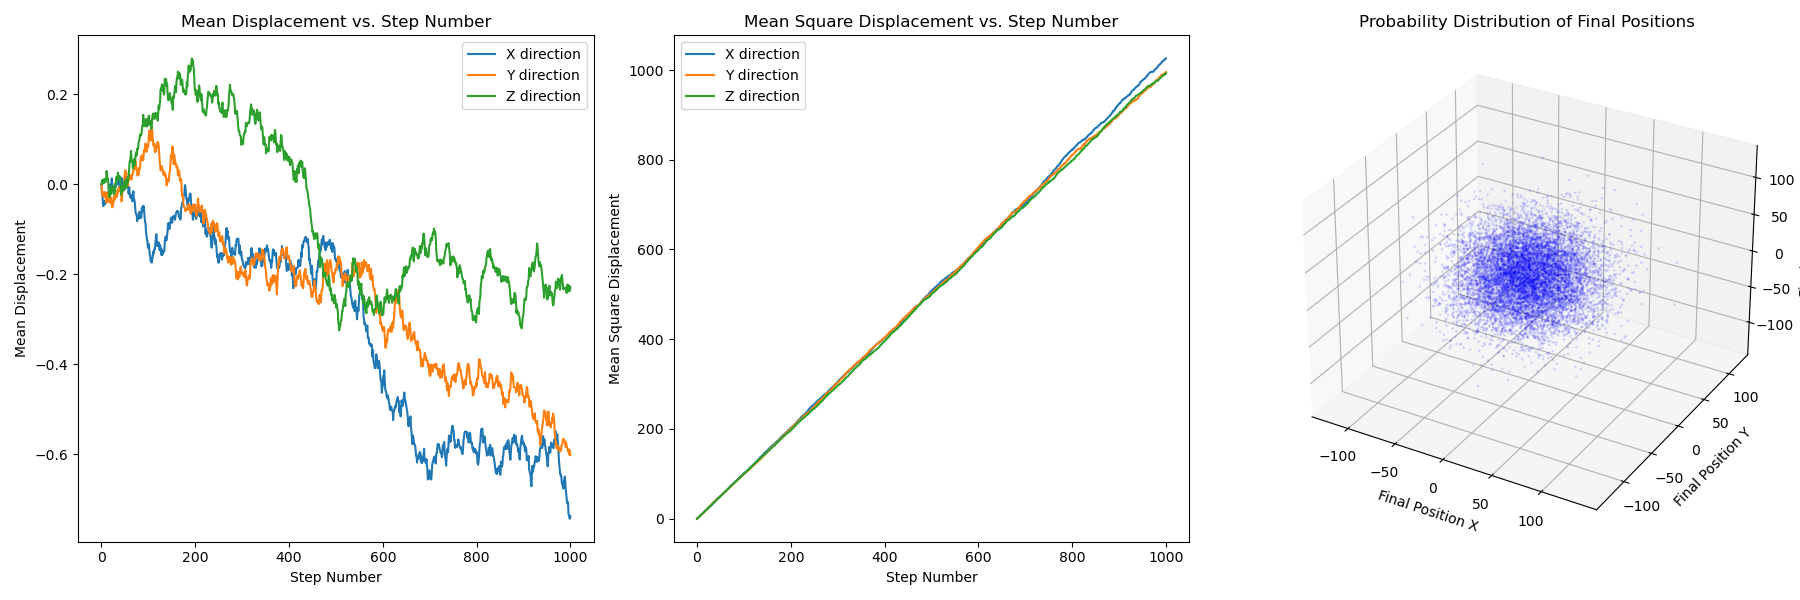 Mean Displacement vs. Step Number
Mean Displacement
0.2
0.0
−0.2
−0.4
−0.6
X direction
Y direction
Z direction
0 200 400 600 800 1000
Step Number
Mean Square Displacement vs. Step Number
Mean Square Displacement
1000
800
600
400
200
0
X direction
Y direction
Z direction
0 200 400 600 800 1000
Step Number
Probability Distribution of Final Positions
100
50
0
−50
−100
−100 −50 0 50 100
Final Position X
−100 −50 0 50 100
Final Position Y